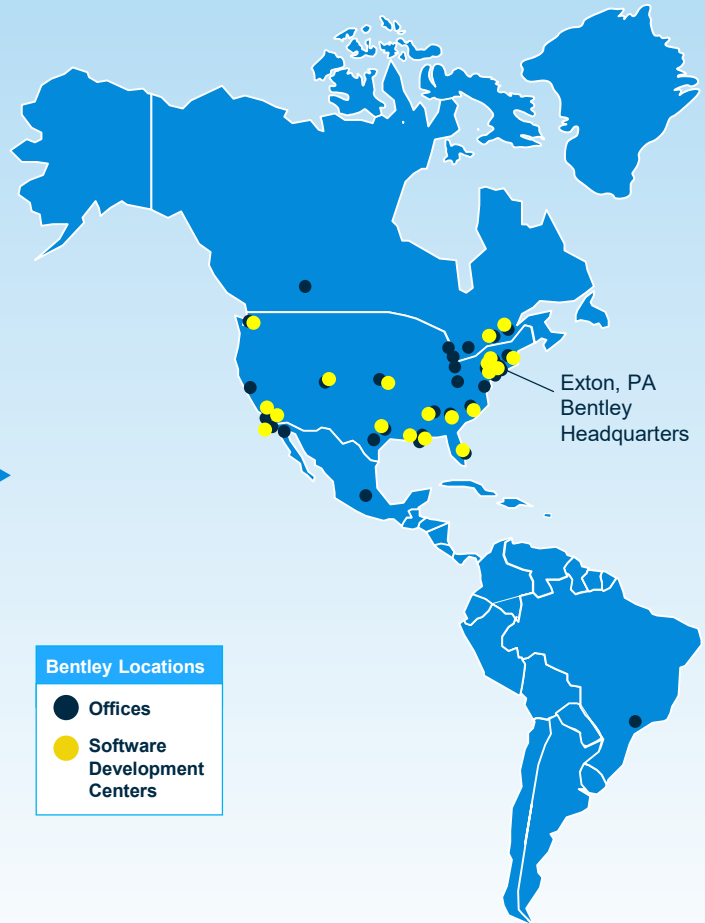 Exton, PA
Bentley
Headquarters
Bentley Locations
Offices
Software
Development
Centers